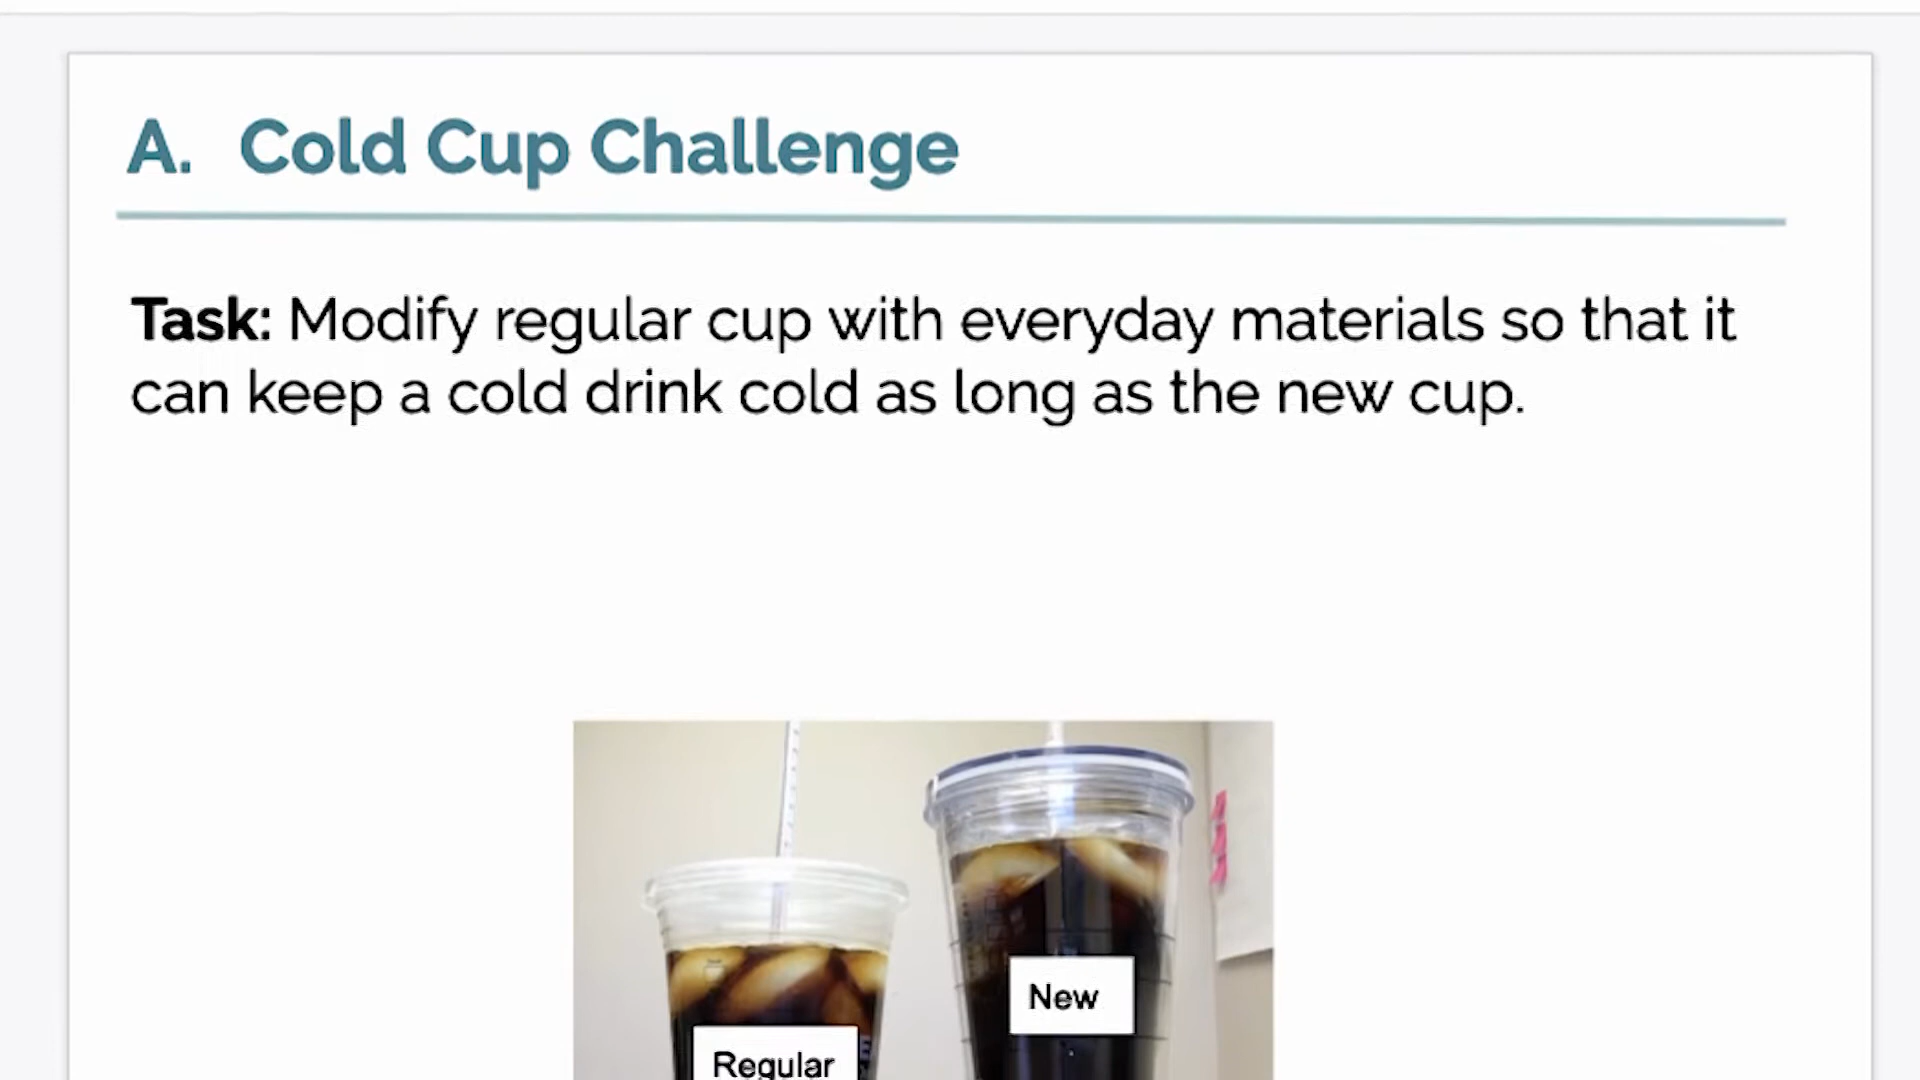 A. Cold Cup Challenge
Task: Modify regular cup with everyday materials so that it
can keep a cold drink cold as long as the new cup.
New
Regular